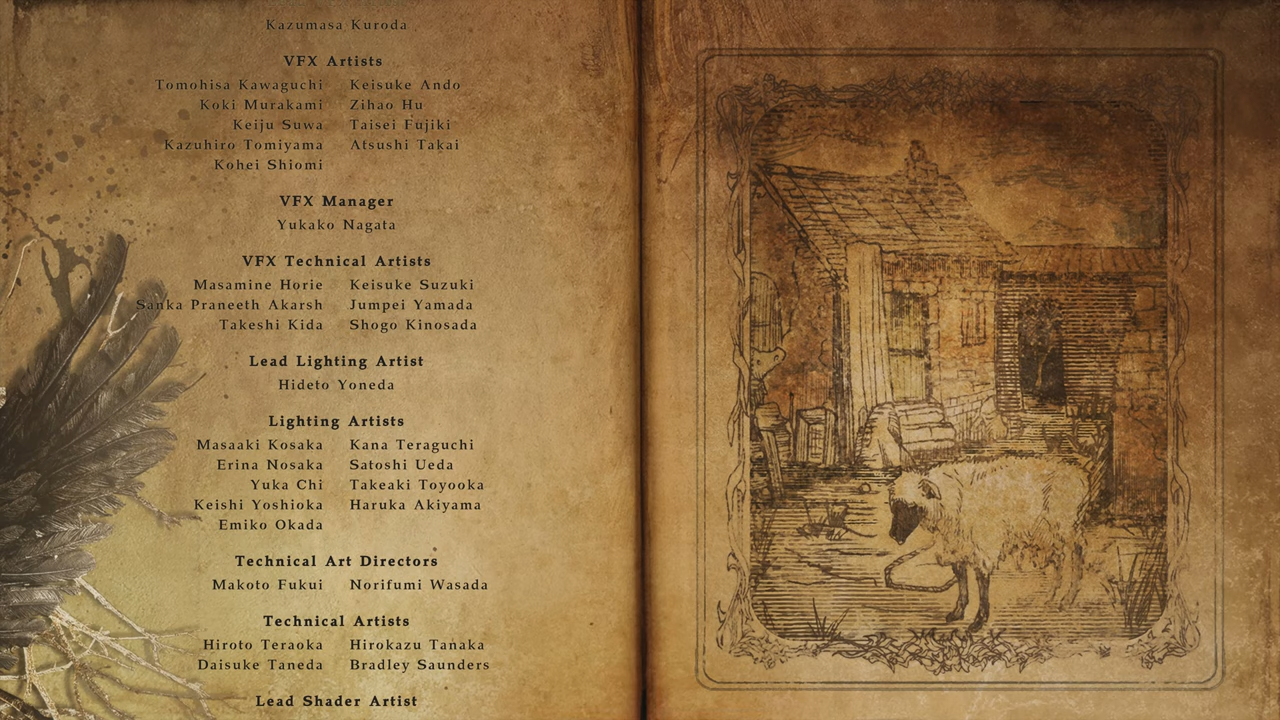 Kazumasa Kuroda
VFX Artists
Tomohisa Kawaguchi Keisuke Ando
Koki Murakami Zihao Hu
Keiju Suwa Taisei Fujiki
Kazuhiro Tomiyama Atsushi Takai
Kohei Shiomi
VFX Manager
Yukako Nagata
VFX Technical Artists
Masamine Horie Keisuke Suzuki
Sanka Praneeth Akarsh Jumpei Yamada
Takeshi Kida Shogo Kinosada
Lead Lighting Artist
Hideto Yoneda
Lighting Artists
Masaaki Kosaka Kana Teraguchi
Erina Nosaka Satoshi Ueda
Yuka Chi Takeaki Toyooka
Keishi Yoshioka Haruka Akiyama
Emiko Okada
Technical Art Directors
Makoto Fukui Norifumi Wasada
Technical Artists
Hiroto Teraoka Hirokazu Tanaka
Daisuke Taneda Bradley Saunders
Lead Shader Artist